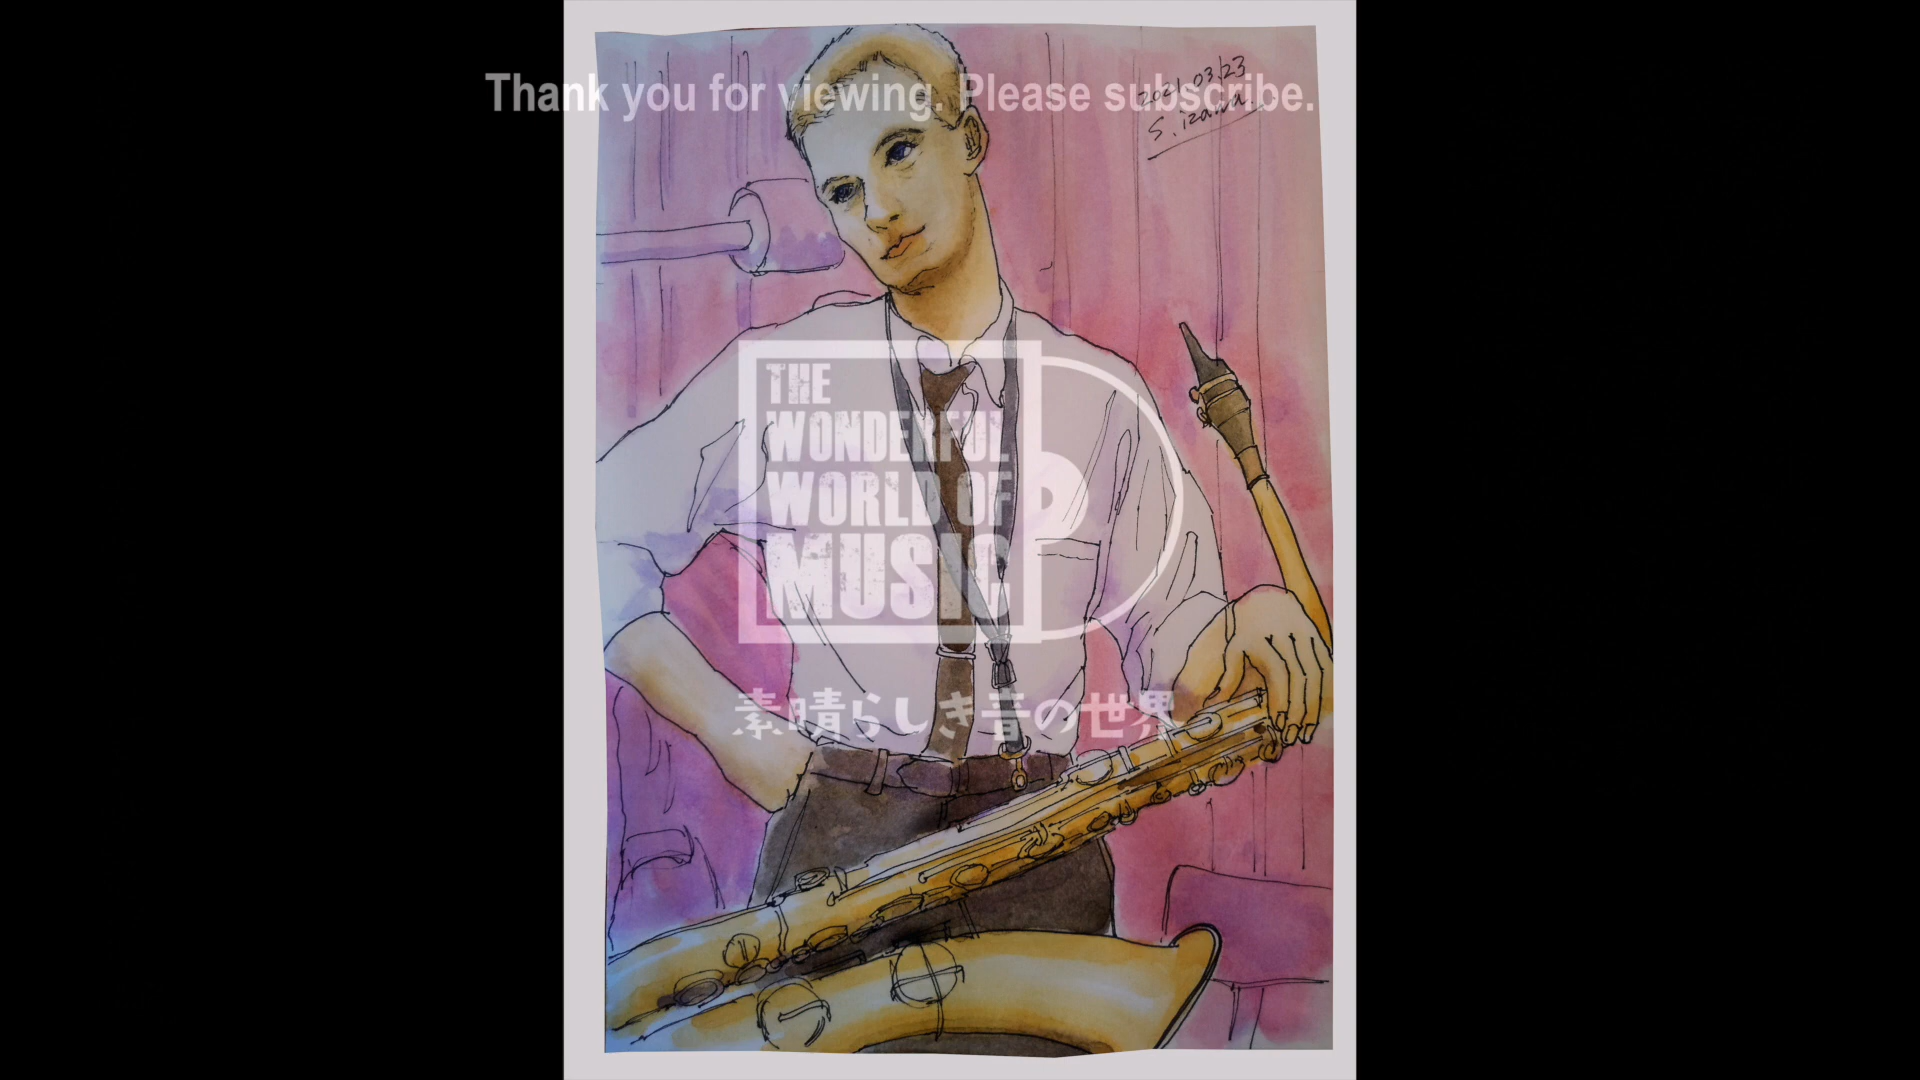 Thank you for viewing. Please subscribe.
2021.03/23
S. izawa.
THE
WONDERFUL
WORLD OF
MUSIC
素晴らしき音の世界